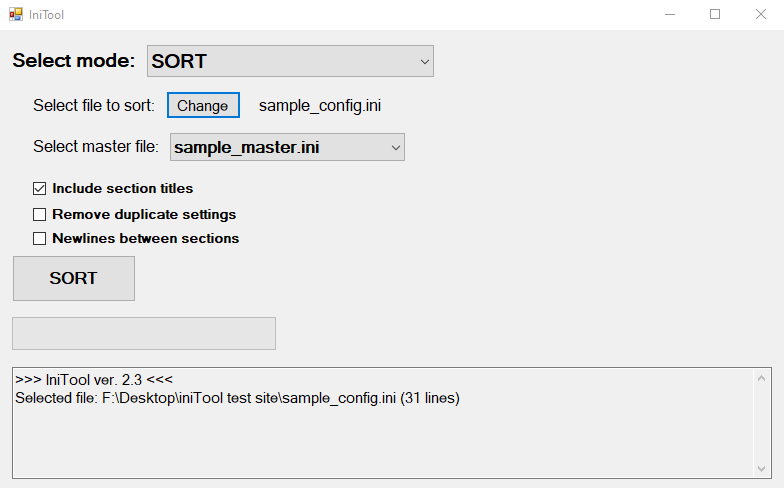 IniTool
Select mode: SORT
Select file to sort: Change sample_config.ini
Select master file: sample_master.ini
Include section titles
Remove duplicate settings
Newlines between sections
SORT
>>> IniTool ver. 2.3 <<<
Selected file: F:\Desktop\iniTool test site\sample_config.ini (31 lines)